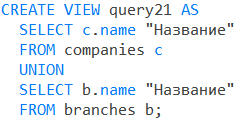 CREATE VIEW query21 AS
SELECT c.name "Название"
FROM companies c
UNION
SELECT b.name "Название"
FROM branches b;